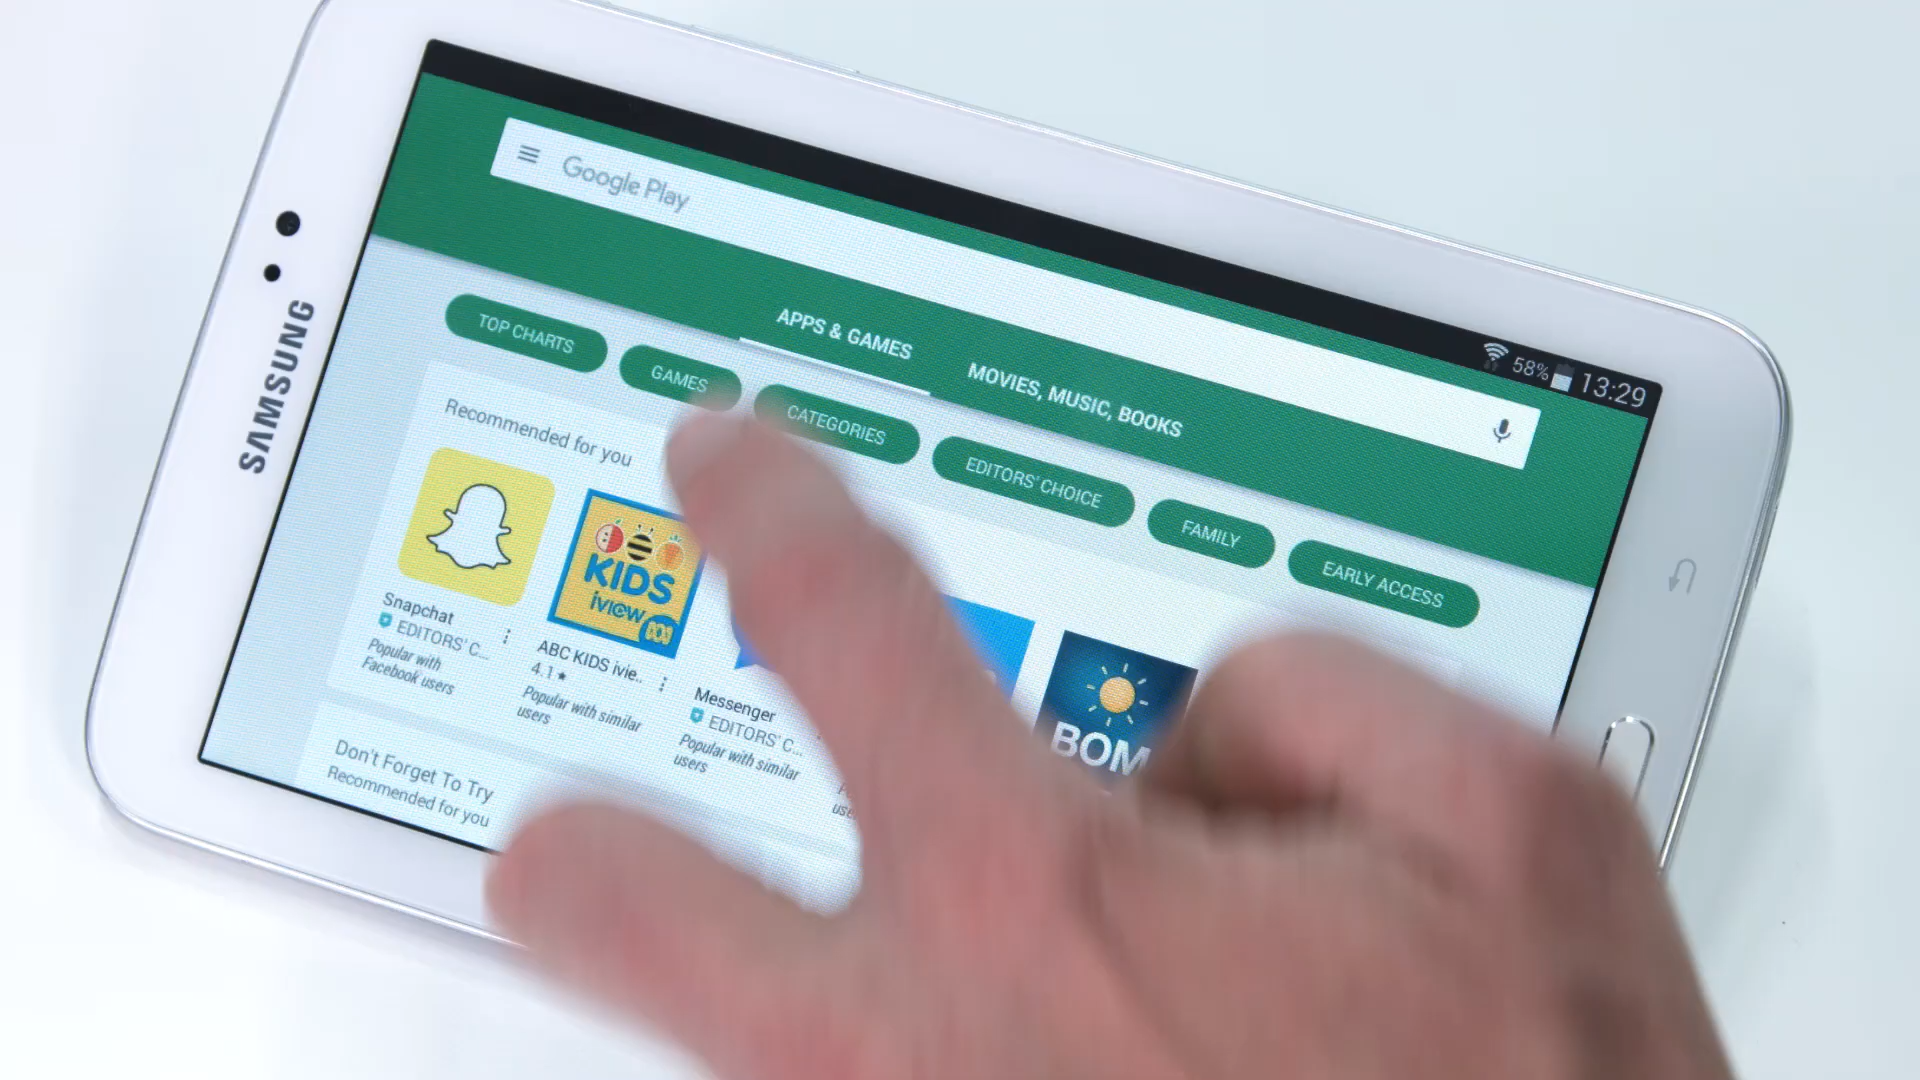 SAMSUNG
58% 13:29
Google Play
APPS & GAMES
MOVIES, MUSIC, BOOKS
TOP CHARTS
GAMES
CATEGORIES
EDITORS' CHOICE
FAMILY
EARLY ACCESS
Recommended for you
KIDS
iview
BOM
Snapchat
EDITORS' C...
Popular with
Facebook users
ABC KIDS ivie..
4.1★
Popular with similar
users
Messenger
EDITORS' C...
Popular with similar
users
Don't Forget To Try
Recommended for you